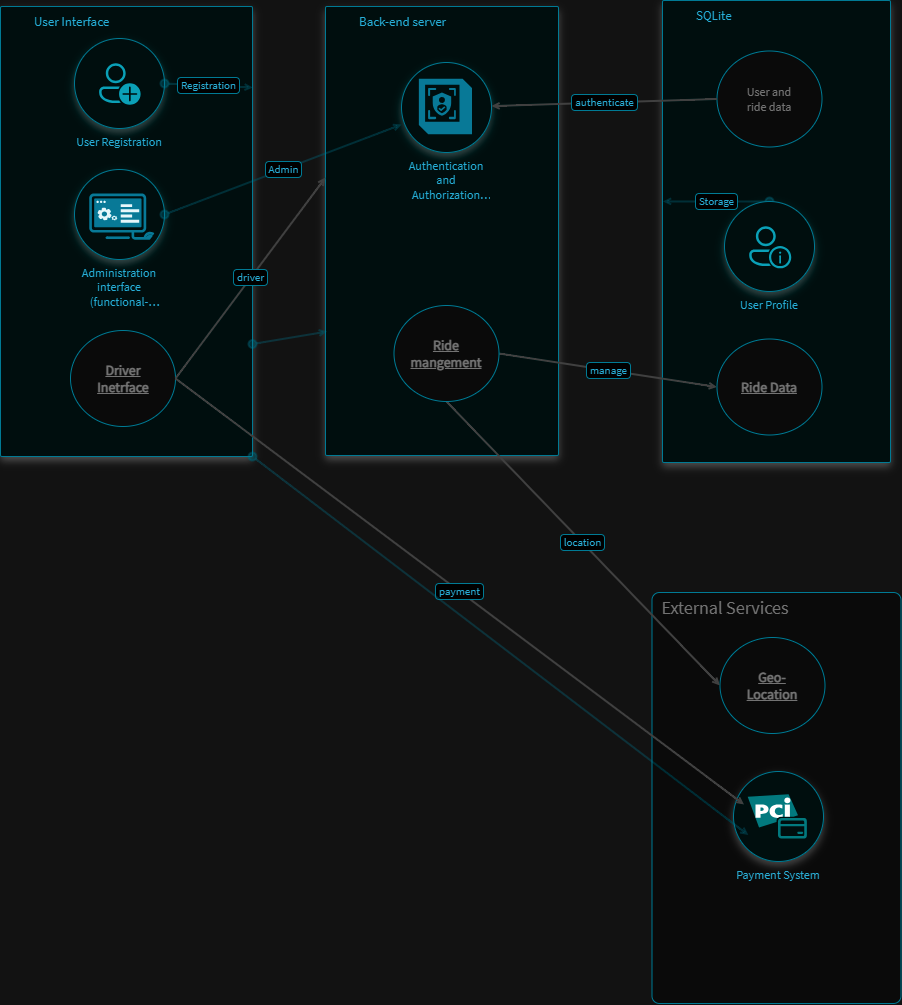 User Interface
Back-end server
SQLite
Registration
User Registration
Admin
Administration
interface
(functional-...
driver
Driver
Inetrface
Authentication
and
Authorization...
authenticate
User and
ride data
Storage
User Profile
Ride
mangement
manage
Ride Data
location
payment
External Services
Geo-
Location
PCi
Payment System